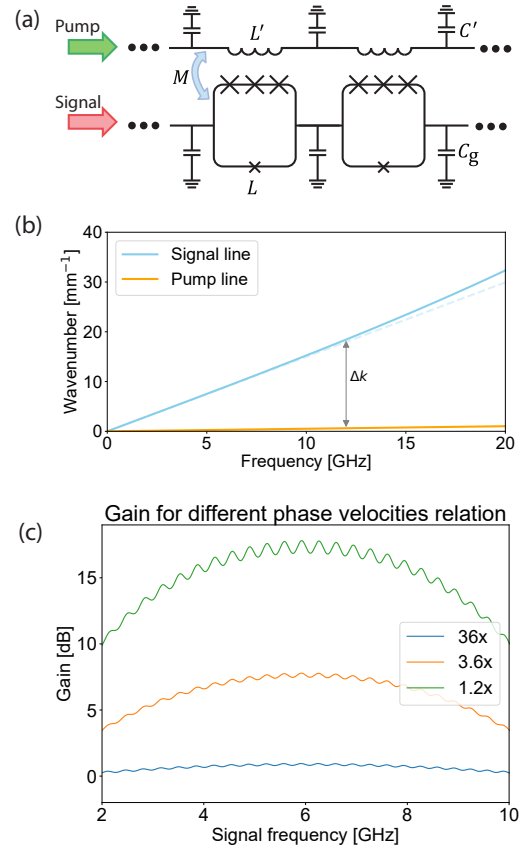 (a)
Pump
L′
C′
M
Signal
L
C_g
(b)
40
30
20
10
0
Wavenumber [mm⁻¹]
Signal line
Pump line
Δk
0 5 10 15 20
Frequency [GHz]
(c)
Gain for different phase velocities relation
15
10
5
0
Gain [dB]
36x
3.6x
1.2x
2 4 6 8 10
Signal frequency [GHz]